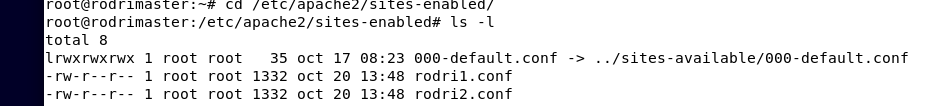 root@rodrimaster:~# cd /etc/apache2/sites-enabled/
root@rodrimaster:/etc/apache2/sites-enabled# ls -l
total 8
lrwxrwxrwx 1 root root   35 oct 17 08:23 000-default.conf -> ../sites-available/000-default.conf
-rw-r--r-- 1 root root 1332 oct 20 13:48 rodri1.conf
-rw-r--r-- 1 root root 1332 oct 20 13:48 rodri2.conf